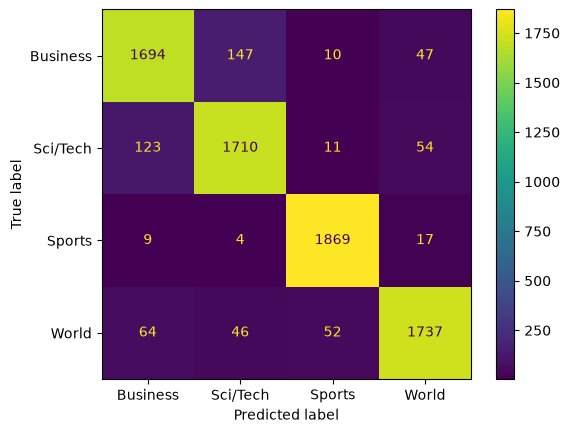 Business 1694 147 10 47
Sci/Tech 123 1710 11 54
Sports 9 4 1869 17
World 64 46 52 1737
Business Sci/Tech Sports World
Predicted label
True label
1750
1500
1250
1000
750
500
250